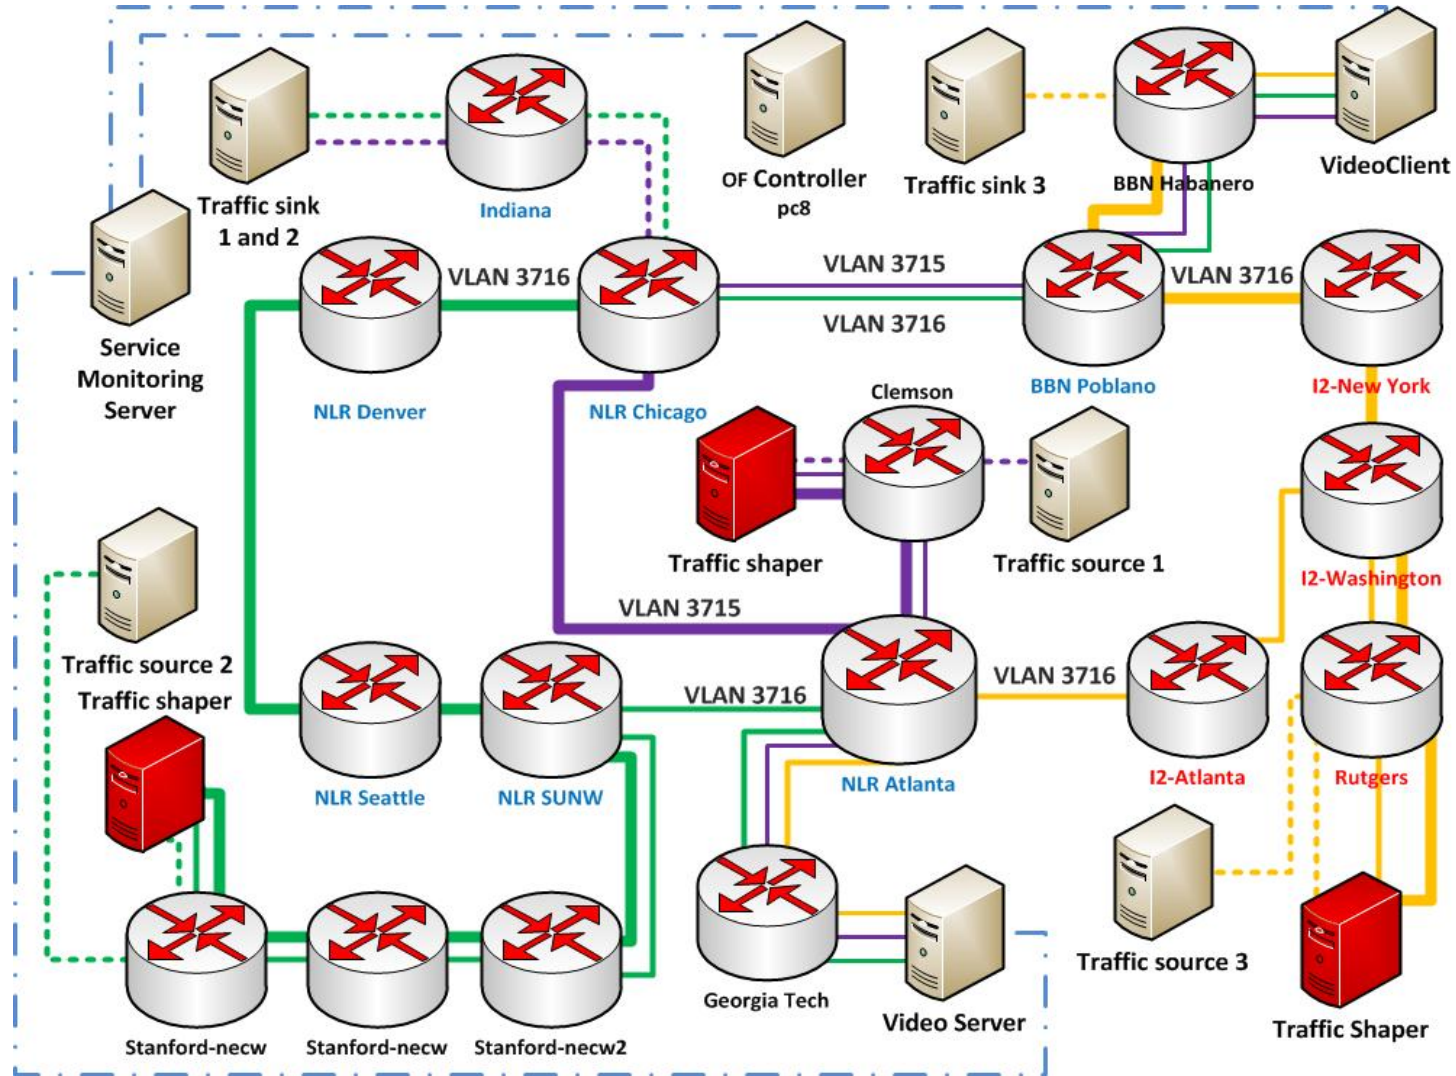 Traffic sink
1 and 2
Indiana
OF Controller
pc8
Traffic sink 3
BBN Habanero
VideoClient
Service
Monitoring
Server
NLR Denver
VLAN 3716
NLR Chicago
VLAN 3715
VLAN 3716
BBN Poblano
VLAN 3716
I2-New York
Clemson
Traffic shaper
Traffic source 1
I2-Washington
VLAN 3715
Traffic source 2
Traffic shaper
NLR Seattle
NLR SUNW
VLAN 3716
NLR Atlanta
VLAN 3716
I2-Atlanta
Rutgers
Stanford-necw
Stanford-necw
Stanford-necw2
Georgia Tech
Video Server
Traffic source 3
Traffic Shaper